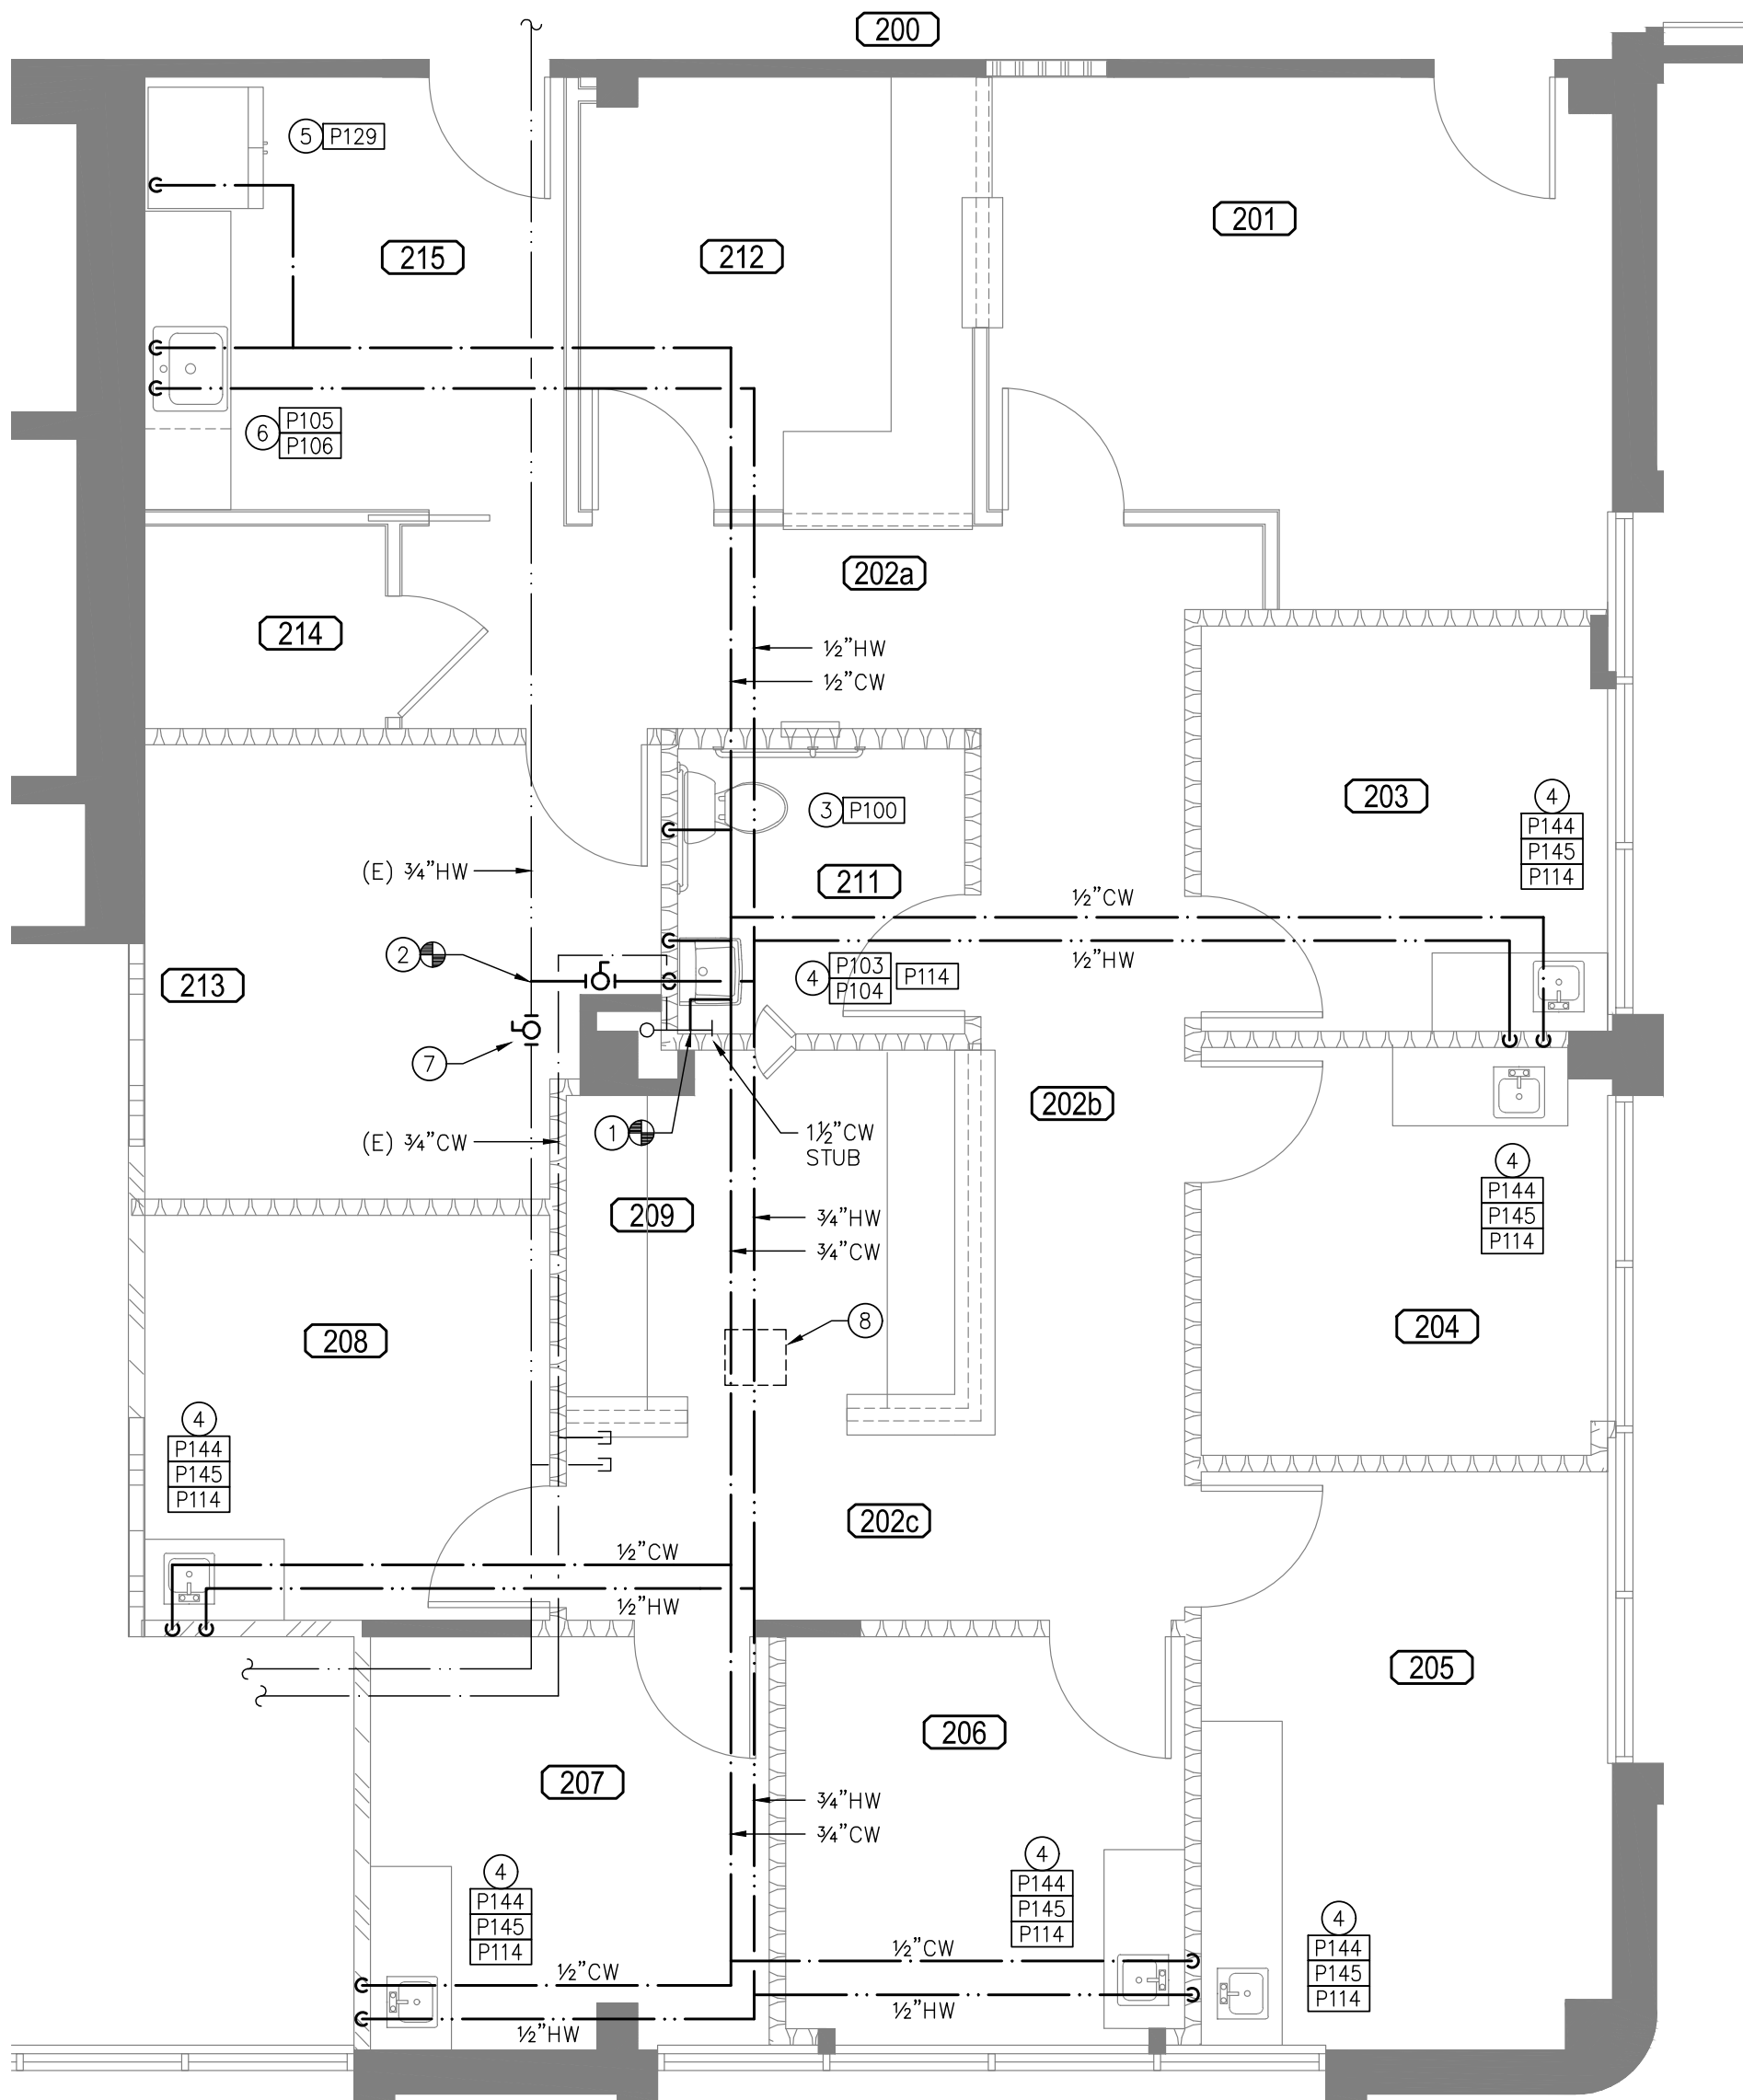 200
5 P129
201
215
212
6 P105
P106
202a
214
½"HW
½"CW
203
4
P144
P145
P114
3 P100
(E) ¾"HW
211
½"CW
2
½"HW
4 P103 P114
P104
213
7
202b
1
1½"CW
STUB
(E) ¾"CW
4
P144
P145
P114
209
¾"HW
¾"CW
8
204
208
4
P144
P145
P114
202c
½"CW
½"HW
205
206
207
¾"HW
¾"CW
4
P144
P145
P114
4
P144
P145
P114
4
P144
P145
P114
½"CW
½"CW
½"HW
½"HW